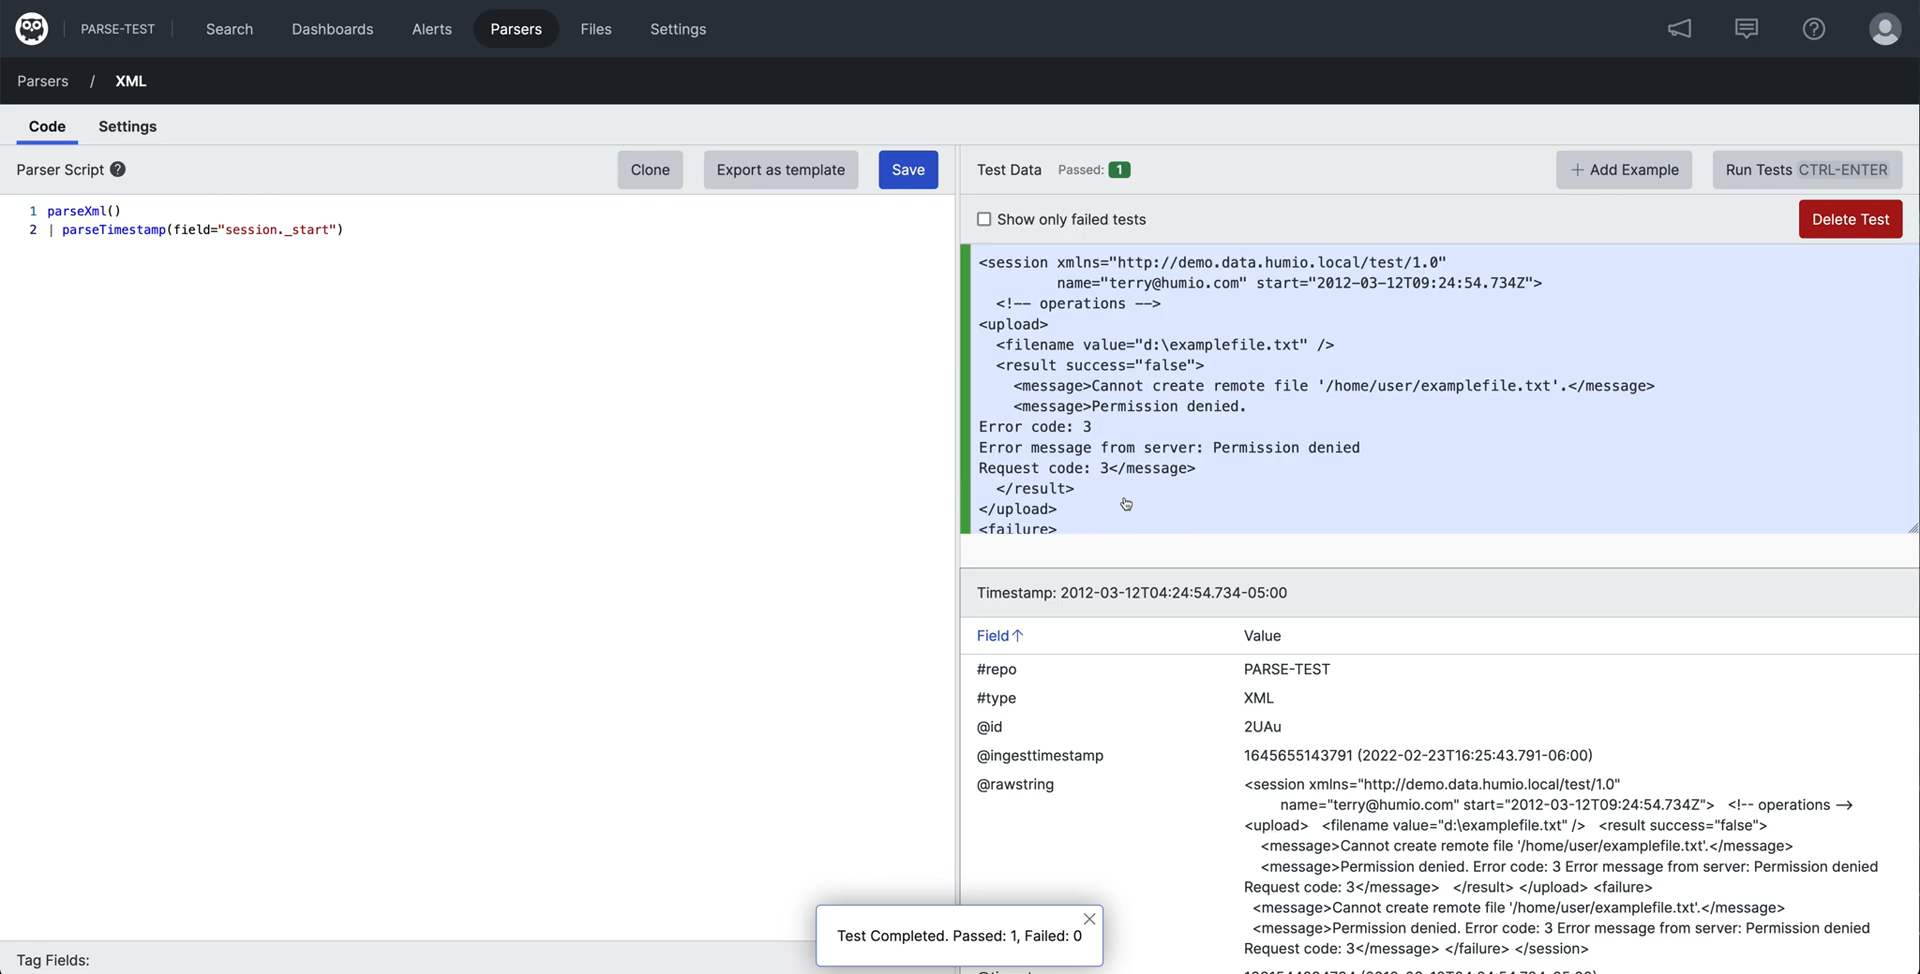 PARSE-TEST
Search
Dashboards
Alerts
Parsers
Files
Settings
Parsers / XML
Code
Settings
Parser Script
Clone
Export as template
Save
1 parseXml()
2 | parseTimestamp(field="session._start")
Tag Fields:
Test Data
Passed: 1
+ Add Example
Run Tests CTRL-ENTER
Show only failed tests
Delete Test
<session xmlns="http://demo.data.humio.local/test/1.0"
name="terry@humio.com" start="2012-03-12T09:24:54.734Z">
<!-- operations -->
<upload>
<filename value="d:\examplefile.txt" />
<result success="false">
<message>Cannot create remote file '/home/user/examplefile.txt'.</message>
<message>Permission denied.
Error code: 3
Error message from server: Permission denied
Request code: 3</message>
</result>
</upload>
<failure>
Timestamp: 2012-03-12T04:24:54.734-05:00
Field↑ Value
#repo PARSE-TEST
#type XML
@id 2UAu
@ingesttimestamp 1645655143791 (2022-02-23T16:25:43.791-06:00)
@rawstring <session xmlns="http://demo.data.humio.local/test/1.0"
name="terry@humio.com" start="2012-03-12T09:24:54.734Z"> <!-- operations -->
<upload> <filename value="d:\examplefile.txt" /> <result success="false">
<message>Cannot create remote file '/home/user/examplefile.txt'.</message>
<message>Permission denied. Error code: 3 Error message from server: Permission denied
Request code: 3</message> </result> </upload> <failure>
<message>Cannot create remote file '/home/user/examplefile.txt'.</message>
<message>Permission denied. Error code: 3 Error message from server: Permission denied
Request code: 3</message> </failure> </session>
Test Completed. Passed: 1, Failed: 0